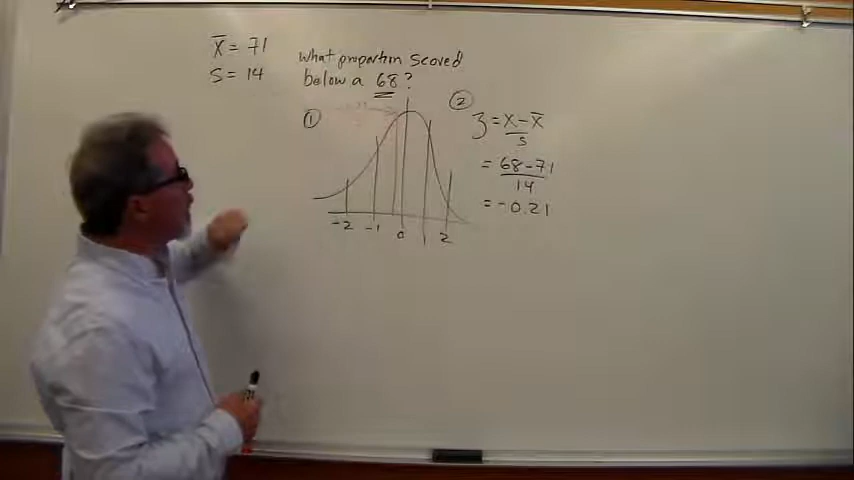 X̄ = 71
S = 14
What proportion scored
below a 68?
①
-2 -1 0 1 2
②
z = X - X̄
S
= 68 - 71
14
= -0.21